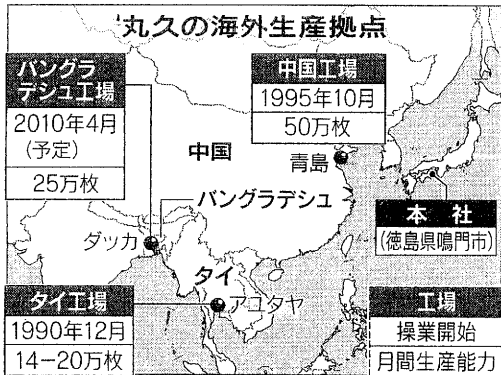 丸久の海外生産拠点
バングラ
デシュ工場
2010年4月
(予定)
25万枚
中国工場
1995年10月
50万枚
中国
青島
バングラデシュ
本社
(徳島県鳴門市)
ダッカ
タイ
アユタヤ
タイ工場
1990年12月
14−20万枚
工場
操業開始
月間生産能力